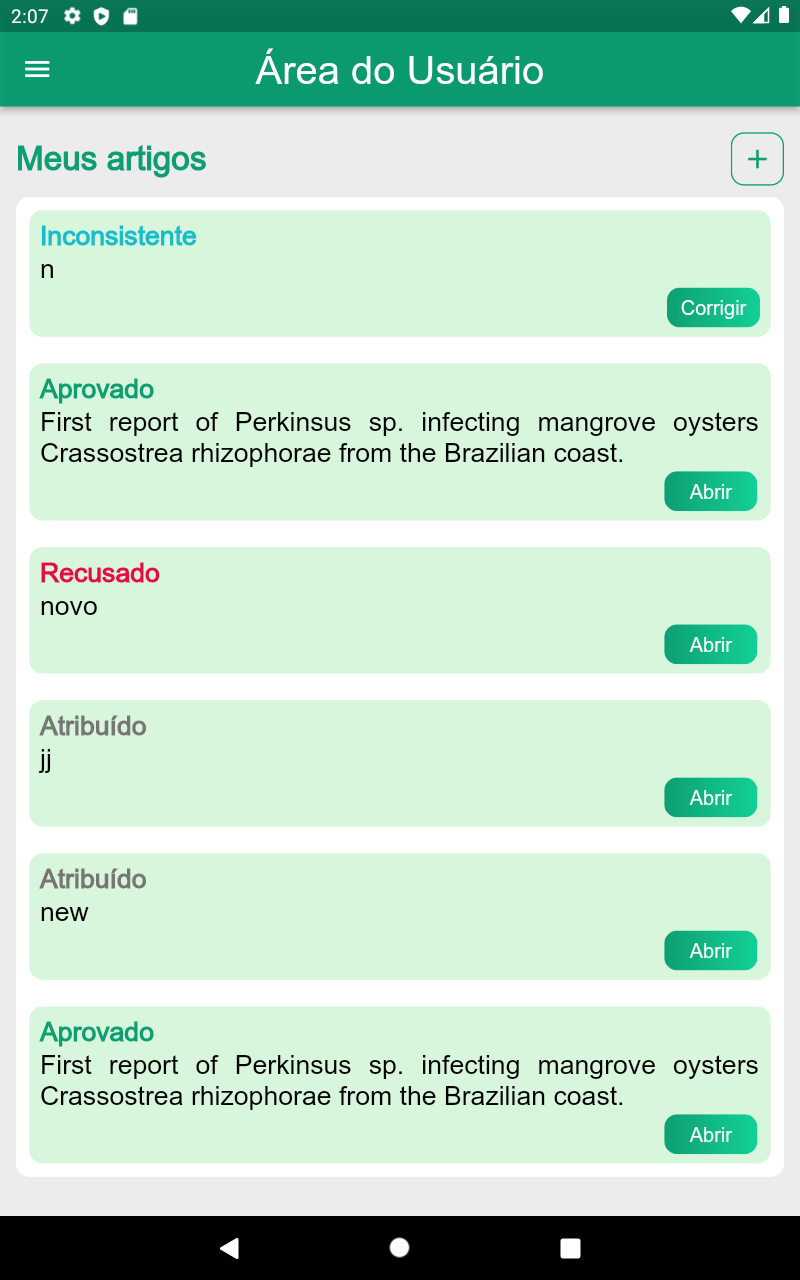 2:07
Área do Usuário
Meus artigos
+
Inconsistente
n
Corrigir
Aprovado
First report of Perkinsus sp. infecting mangrove oysters
Crassostrea rhizophorae from the Brazilian coast.
Abrir
Recusado
novo
Abrir
Atribuído
jj
Abrir
Atribuído
new
Abrir
Aprovado
First report of Perkinsus sp. infecting mangrove oysters
Crassostrea rhizophorae from the Brazilian coast.
Abrir